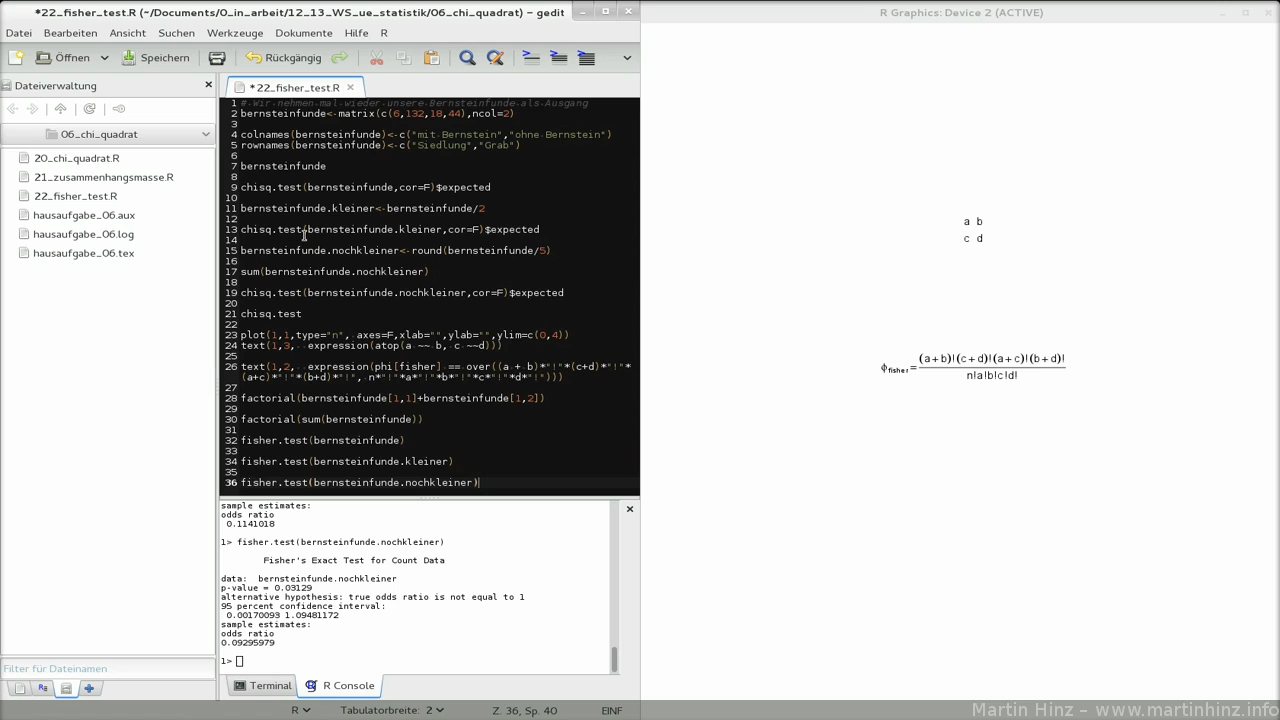 *22_fisher_test.R (~/Documents/0_in_arbeit/12_13_WS_ue_statistik/06_chi_quadrat) - gedit
R Graphics: Device 2 (ACTIVE)
Datei Bearbeiten Ansicht Suchen Werkzeuge Dokumente Hilfe R
Öffnen Speichern Rückgängig
Dateiverwaltung
*22_fisher_test.R
06_chi_quadrat
20_chi_quadrat.R
21_zusammenhangsmasse.R
22_fisher_test.R
hausaufgabe_06.aux
hausaufgabe_06.log
hausaufgabe_06.tex
Filter für Dateinamen
1 # Wir nehmen mal wieder unsere Bernsteinfunde als Ausgang
2 bernsteinfunde<-matrix(c(6,132,18,44),ncol=2)
3
4 colnames(bernsteinfunde)<-c("mit Bernstein","ohne Bernstein")
5 rownames(bernsteinfunde)<-c("Siedlung","Grab")
6
7 bernsteinfunde
8
9 chisq.test(bernsteinfunde,cor=F)$expected
10
11 bernsteinfunde.kleiner<-bernsteinfunde/2
12
13 chisq.test(bernsteinfunde.kleiner,cor=F)$expected
14
15 bernsteinfunde.nochkleiner<-round(bernsteinfunde/5)
16
17 sum(bernsteinfunde.nochkleiner)
18
19 chisq.test(bernsteinfunde.nochkleiner,cor=F)$expected
20
21 chisq.test
22
23 plot(1,1,type="n", axes=F,xlab="",ylab="",ylim=c(0,4))
24 text(1,3, expression(atop(a ~~ b, c ~~d)))
25
26 text(1,2, expression(phi[fisher] == over((a + b)*"!"*(c+d)*"!"*
(a+c)*"!"*(b+d)*"!", n*"!"*a*"!"*b*"!"*c*"!"*d*"!")))
27
28 factorial(bernsteinfunde[1,1]+bernsteinfunde[1,2])
29
30 factorial(sum(bernsteinfunde))
31
32 fisher.test(bernsteinfunde)
33
34 fisher.test(bernsteinfunde.kleiner)
35
36 fisher.test(bernsteinfunde.nochkleiner)
sample estimates:
odds ratio
0.1141018
1> fisher.test(bernsteinfunde.nochkleiner)
Fisher's Exact Test for Count Data
data: bernsteinfunde.nochkleiner
p-value = 0.03129
alternative hypothesis: true odds ratio is not equal to 1
95 percent confidence interval:
0.00170093 1.09481172
sample estimates:
odds ratio
0.09295979
1>
Terminal R Console
R Tabulatorbreite: 2 Z. 36, Sp. 40 EINF
a b
c d
ϕfisher = (a+b)!(c+d)!(a+c)!(b+d)!
n!a!b!c!d!
Martin Hinz - www.martinhinz.info